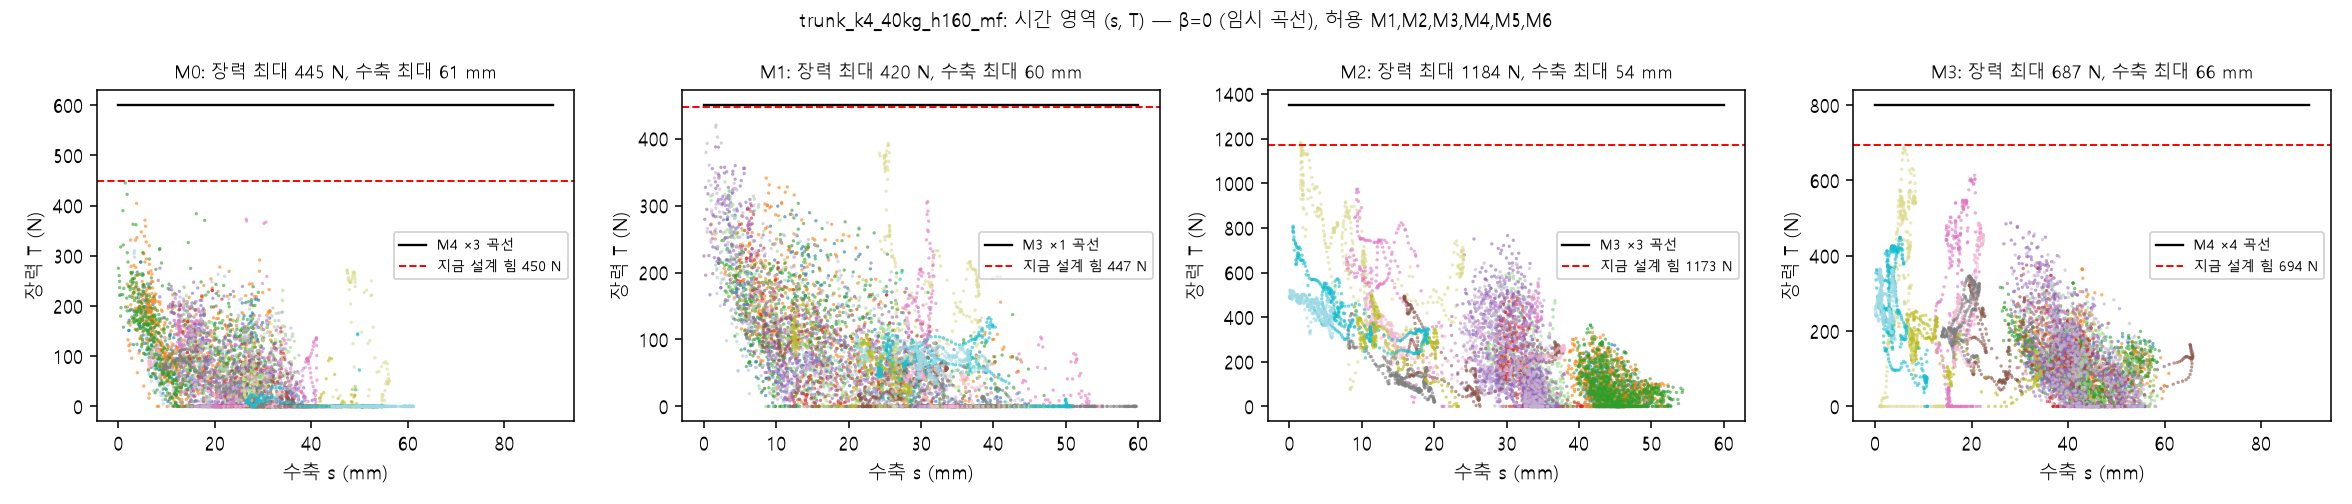 trunk_k4_40kg_h160_mf: 시간 영역 (s, T) — β=0 (임시 곡선), 허용 M1,M2,M3,M4,M5,M6
M0: 장력 최대 445 N, 수축 최대 61 mm
600
500
400
300
200
100
0
장력 T (N)
M4 ×3 곡선
지금 설계 힘 450 N
0 20 40 60 80
수축 s (mm)
M1: 장력 최대 420 N, 수축 최대 60 mm
400
300
200
100
0
장력 T (N)
M3 ×1 곡선
지금 설계 힘 447 N
0 10 20 30 40 50 60
수축 s (mm)
M2: 장력 최대 1184 N, 수축 최대 54 mm
1400
1200
1000
800
600
400
200
0
장력 T (N)
M3 ×3 곡선
지금 설계 힘 1173 N
0 10 20 30 40 50 60
수축 s (mm)
M3: 장력 최대 687 N, 수축 최대 66 mm
800
600
400
200
0
장력 T (N)
M4 ×4 곡선
지금 설계 힘 694 N
0 20 40 60 80
수축 s (mm)